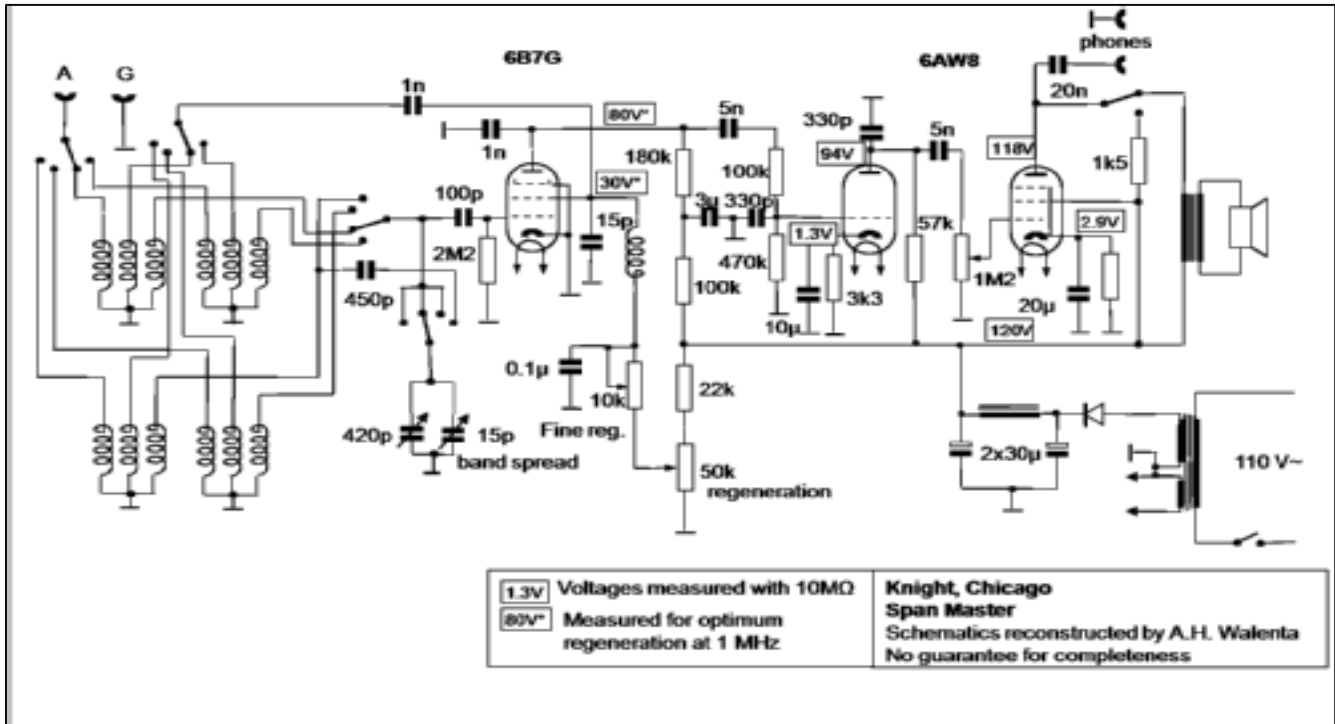 phones
6B7G
6AW8
A
G
1n
20n
5n
80V"
330p
5n
1n
180k
100k
94V
118V
1k5
30V"
100p
15p
3µ
330p
57k
2.9V
1.3V
2M2
470k
1M2
450p
100k
3k3
20µ
10µ
120V
0.1µ
10k
22k
Fine reg.
420p
15p
2x30µ
110 V~
band spread
50k
regeneration
1.3V Voltages measured with 10MΩ
80V" Measured for optimum
regeneration at 1 MHz
Knight, Chicago
Span Master
Schematics reconstructed by A.H. Walenta
No guarantee for completeness